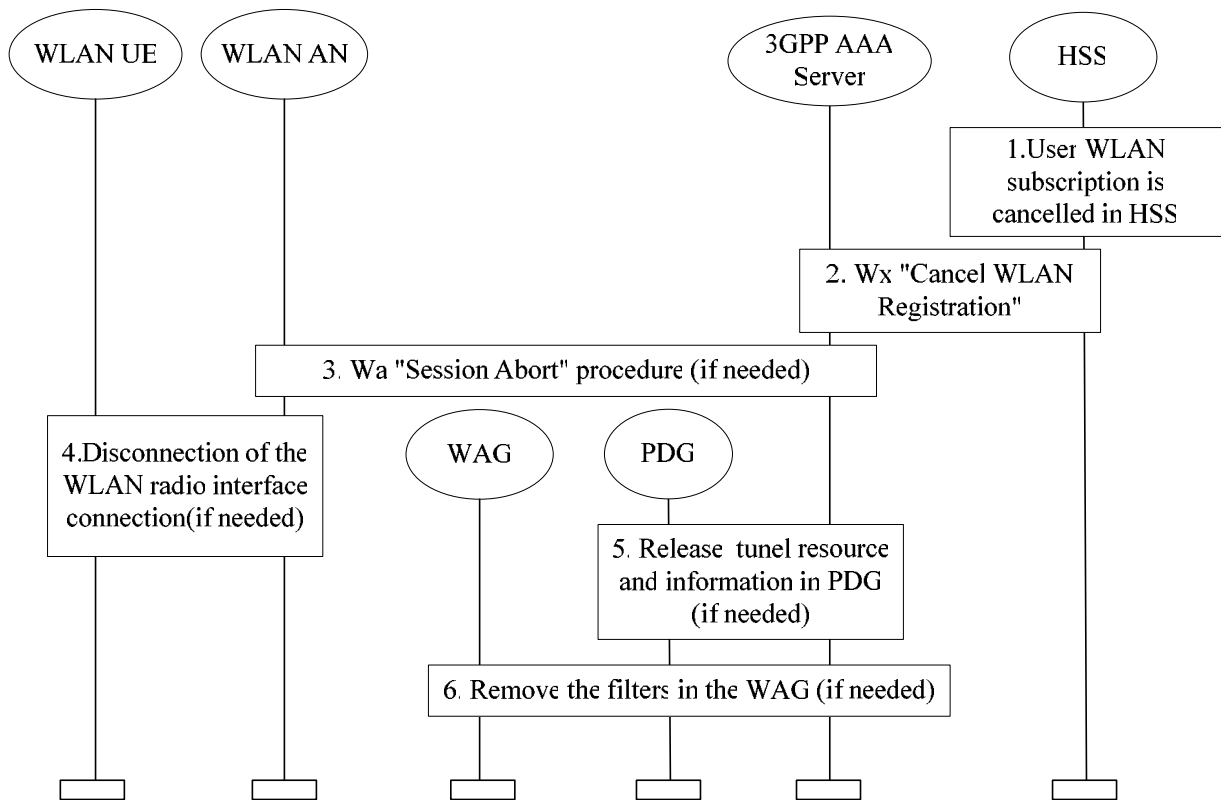 WLAN UE
WLAN AN
3GPP AAA
Server
HSS
1.User WLAN
subscription is
cancelled in HSS
2. Wx "Cancel WLAN
Registration"
3. Wa "Session Abort" procedure (if needed)
4.Disconnection of the
WLAN radio interface
connection(if needed)
WAG
PDG
5. Release tunel resource
and information in PDG
(if needed)
6. Remove the filters in the WAG (if needed)